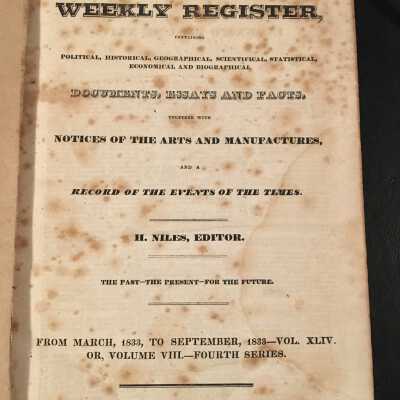 WEEKLY REGISTER,
CONTAINING
POLITICAL, HISTORICAL, GEOGRAPHICAL, SCIENTIFICAL, STATISTICAL,
ECONOMICAL AND BIOGRAPHICAL,
DOCUMENTS, ESSAYS AND FACTS,
TOGETHER WITH
NOTICES OF THE ARTS AND MANUFACTURES,
AND A
RECORD OF THE EVENTS OF THE TIMES.
H. NILES, EDITOR.
THE PAST—THE PRESENT—FOR THE FUTURE.
FROM MARCH, 1833, TO SEPTEMBER, 1833—VOL. XLIV.
OR, VOLUME VIII.—FOURTH SERIES.